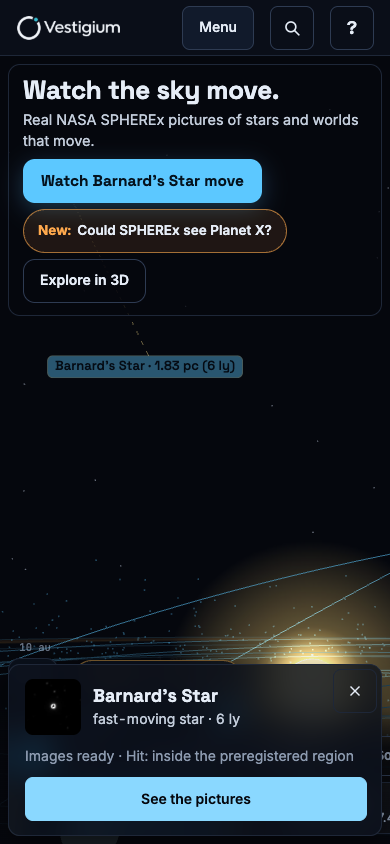 Vestigium
Menu
?
Watch the sky move.
Real NASA SPHEREx pictures of stars and worlds
that move.
Watch Barnard's Star move
New: Could SPHEREx see Planet X?
Explore in 3D
Barnard's Star · 1.83 pc (6 ly)
10 au
Barnard's Star
fast-moving star · 6 ly
×
Images ready · Hit: inside the preregistered region
See the pictures